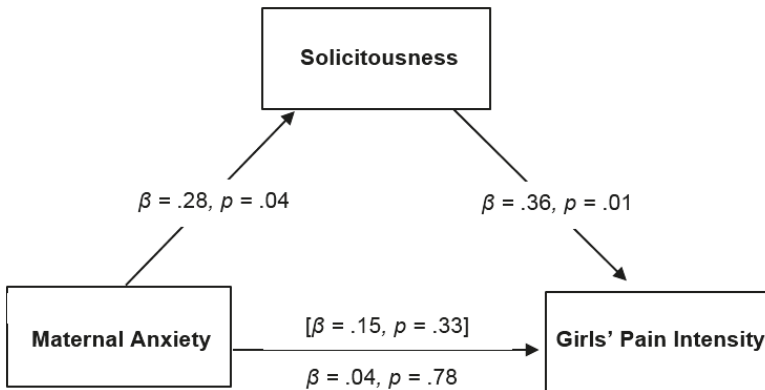 Solicitousness
β = .28, p = .04
β = .36, p = .01
Maternal Anxiety
[β = .15, p = .33]
β = .04, p = .78
Girls’ Pain Intensity